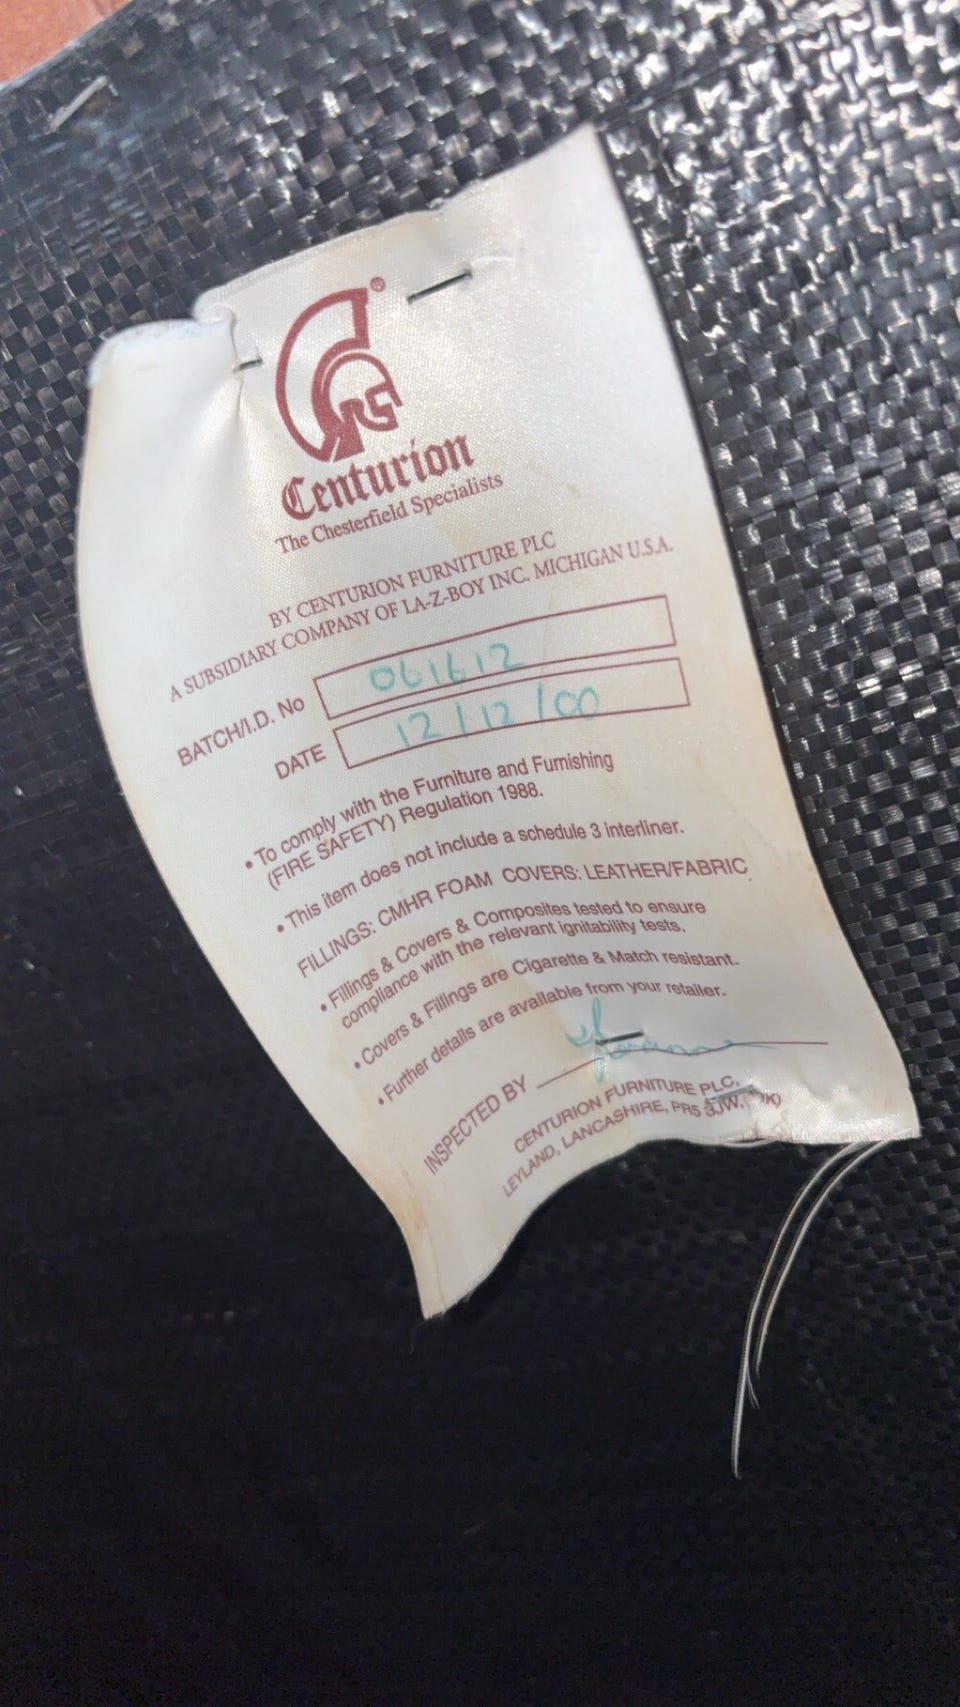 ®
Centurion
The Chesterfield Specialists
BY CENTURION FURNITURE PLC
A SUBSIDIARY COMPANY OF LA-Z-BOY INC. MICHIGAN U.S.A.
BATCH/I.D. No 061612
DATE 12/12/00
• To comply with the Furniture and Furnishing
(FIRE SAFETY) Regulation 1988.
• This item does not include a schedule 3 interliner.
FILLINGS: CMHR FOAM COVERS: LEATHER/FABRIC
• Fillings & Covers & Composites tested to ensure
compliance with the relevant ignitability tests.
• Covers & Fillings are Cigarette & Match resistant.
• Further details are available from your retailer.
INSPECTED BY
CENTURION FURNITURE PLC,
LEYLAND, LANCASHIRE, PR5 3JW.